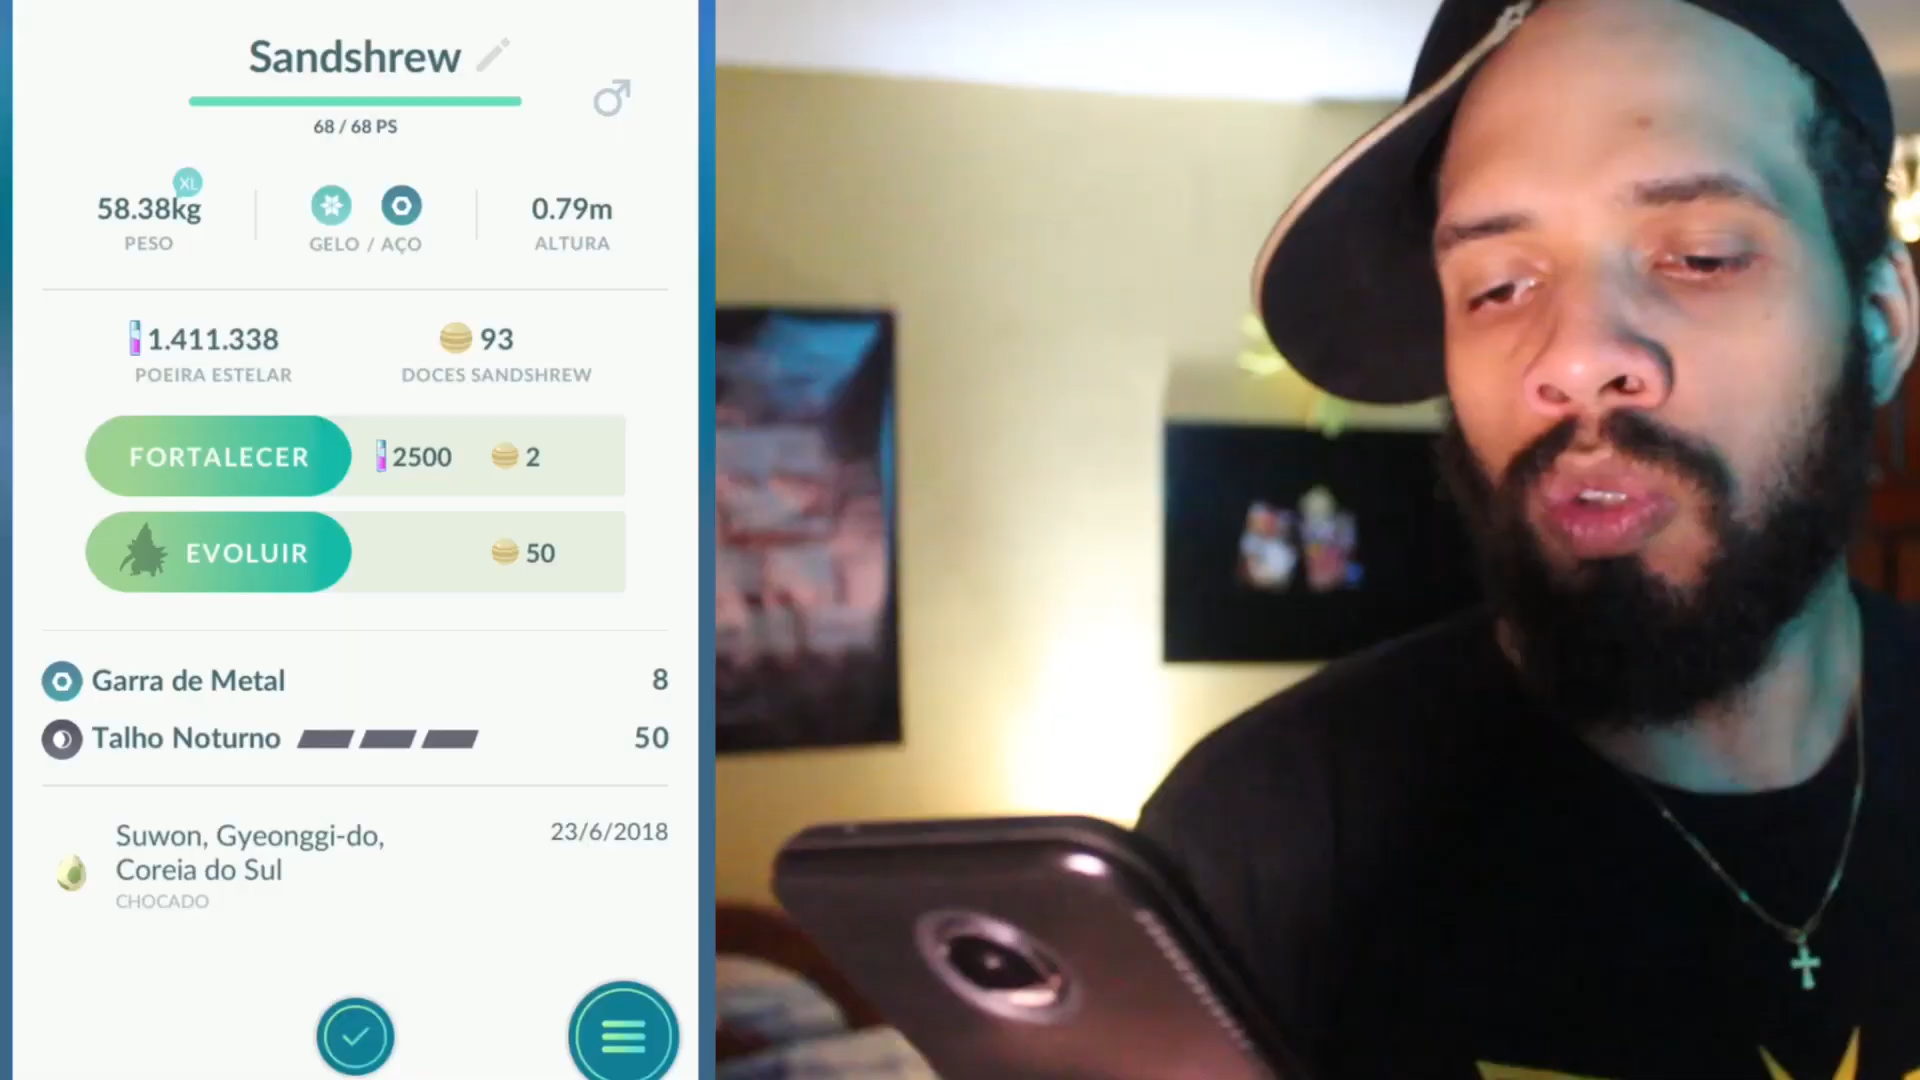 Sandshrew
68 / 68 PS
XL
58.38kg
PESO
GELO / AÇO
0.79m
ALTURA
1.411.338
POEIRA ESTELAR
93
DOCES SANDSHREW
FORTALECER 2500 2
EVOLUIR 50
Garra de Metal 8
Talho Noturno 50
Suwon, Gyeonggi-do,
Coreia do Sul
CHOCADO
23/6/2018